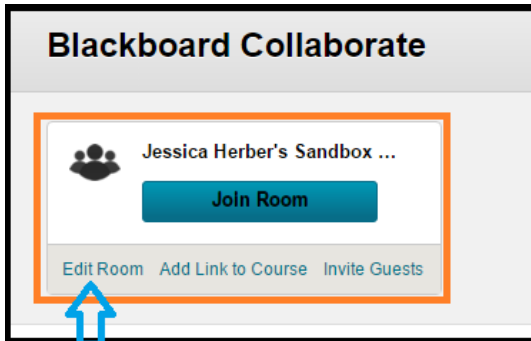 Blackboard Collaborate
Jessica Herber's Sandbox ...
Join Room
Edit Room Add Link to Course Invite Guests